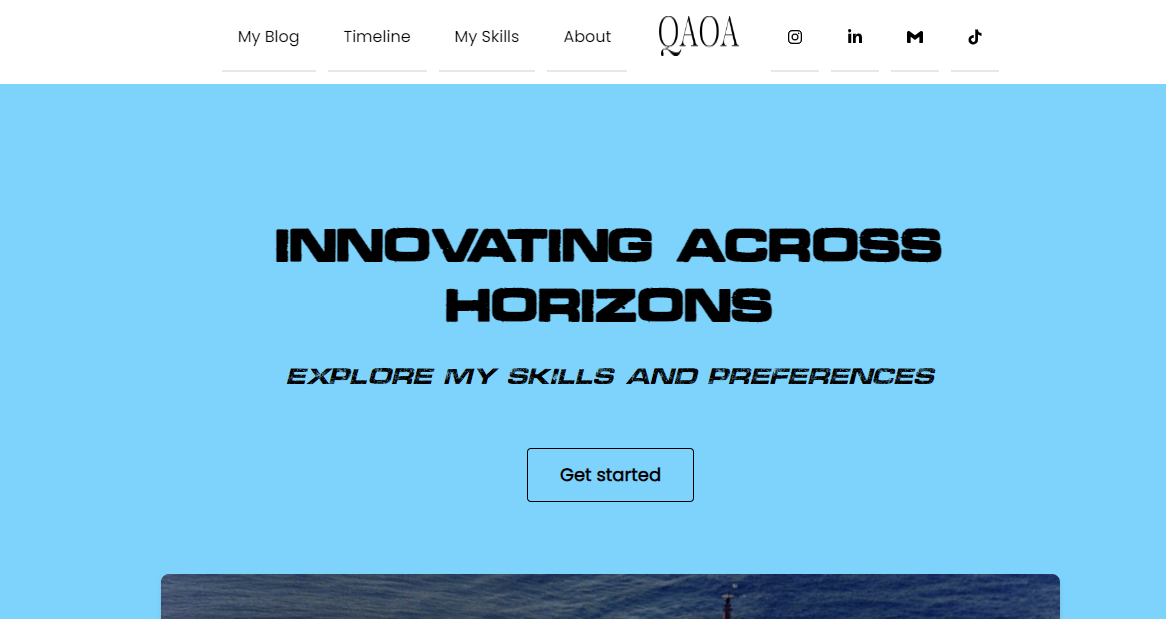 My Blog Timeline My Skills About QAOA
INNOVATING ACROSS
HORIZONS
EXPLORE MY SKILLS AND PREFERENCES
Get started